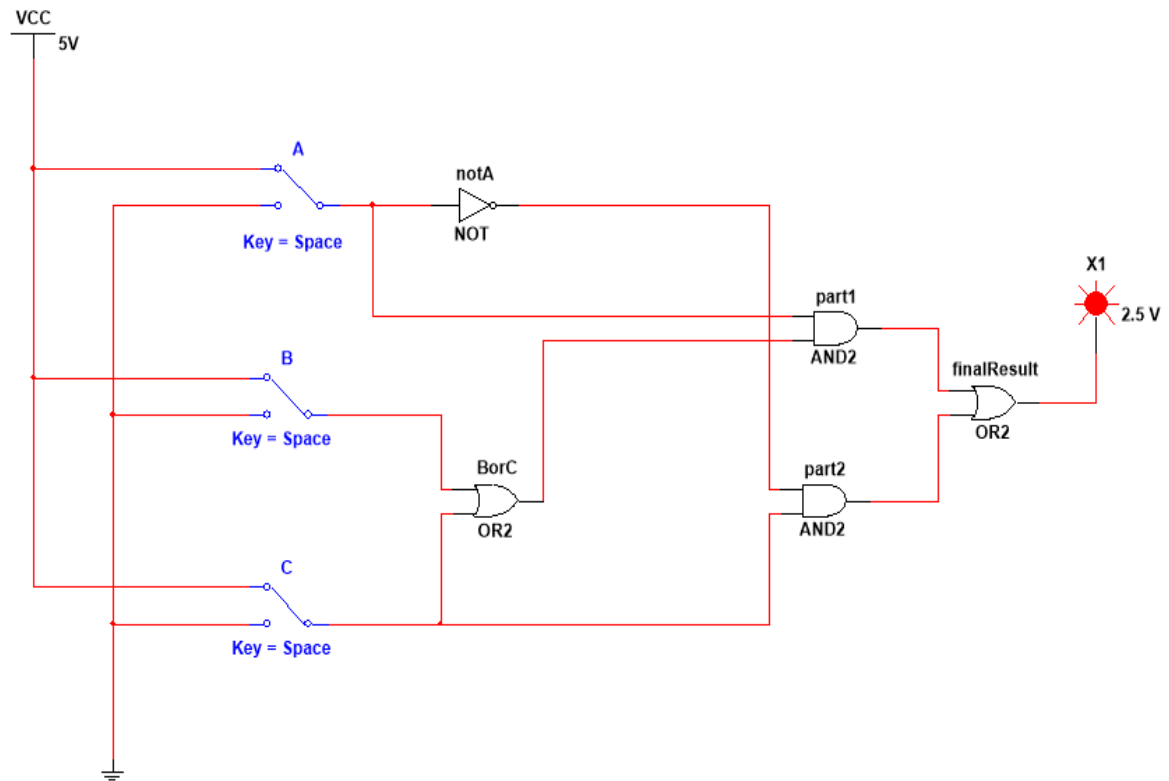 VCC
5V
A
Key = Space
notA
NOT
X1
2.5 V
part1
AND2
B
Key = Space
finalResult
OR2
BorC
OR2
part2
AND2
C
Key = Space